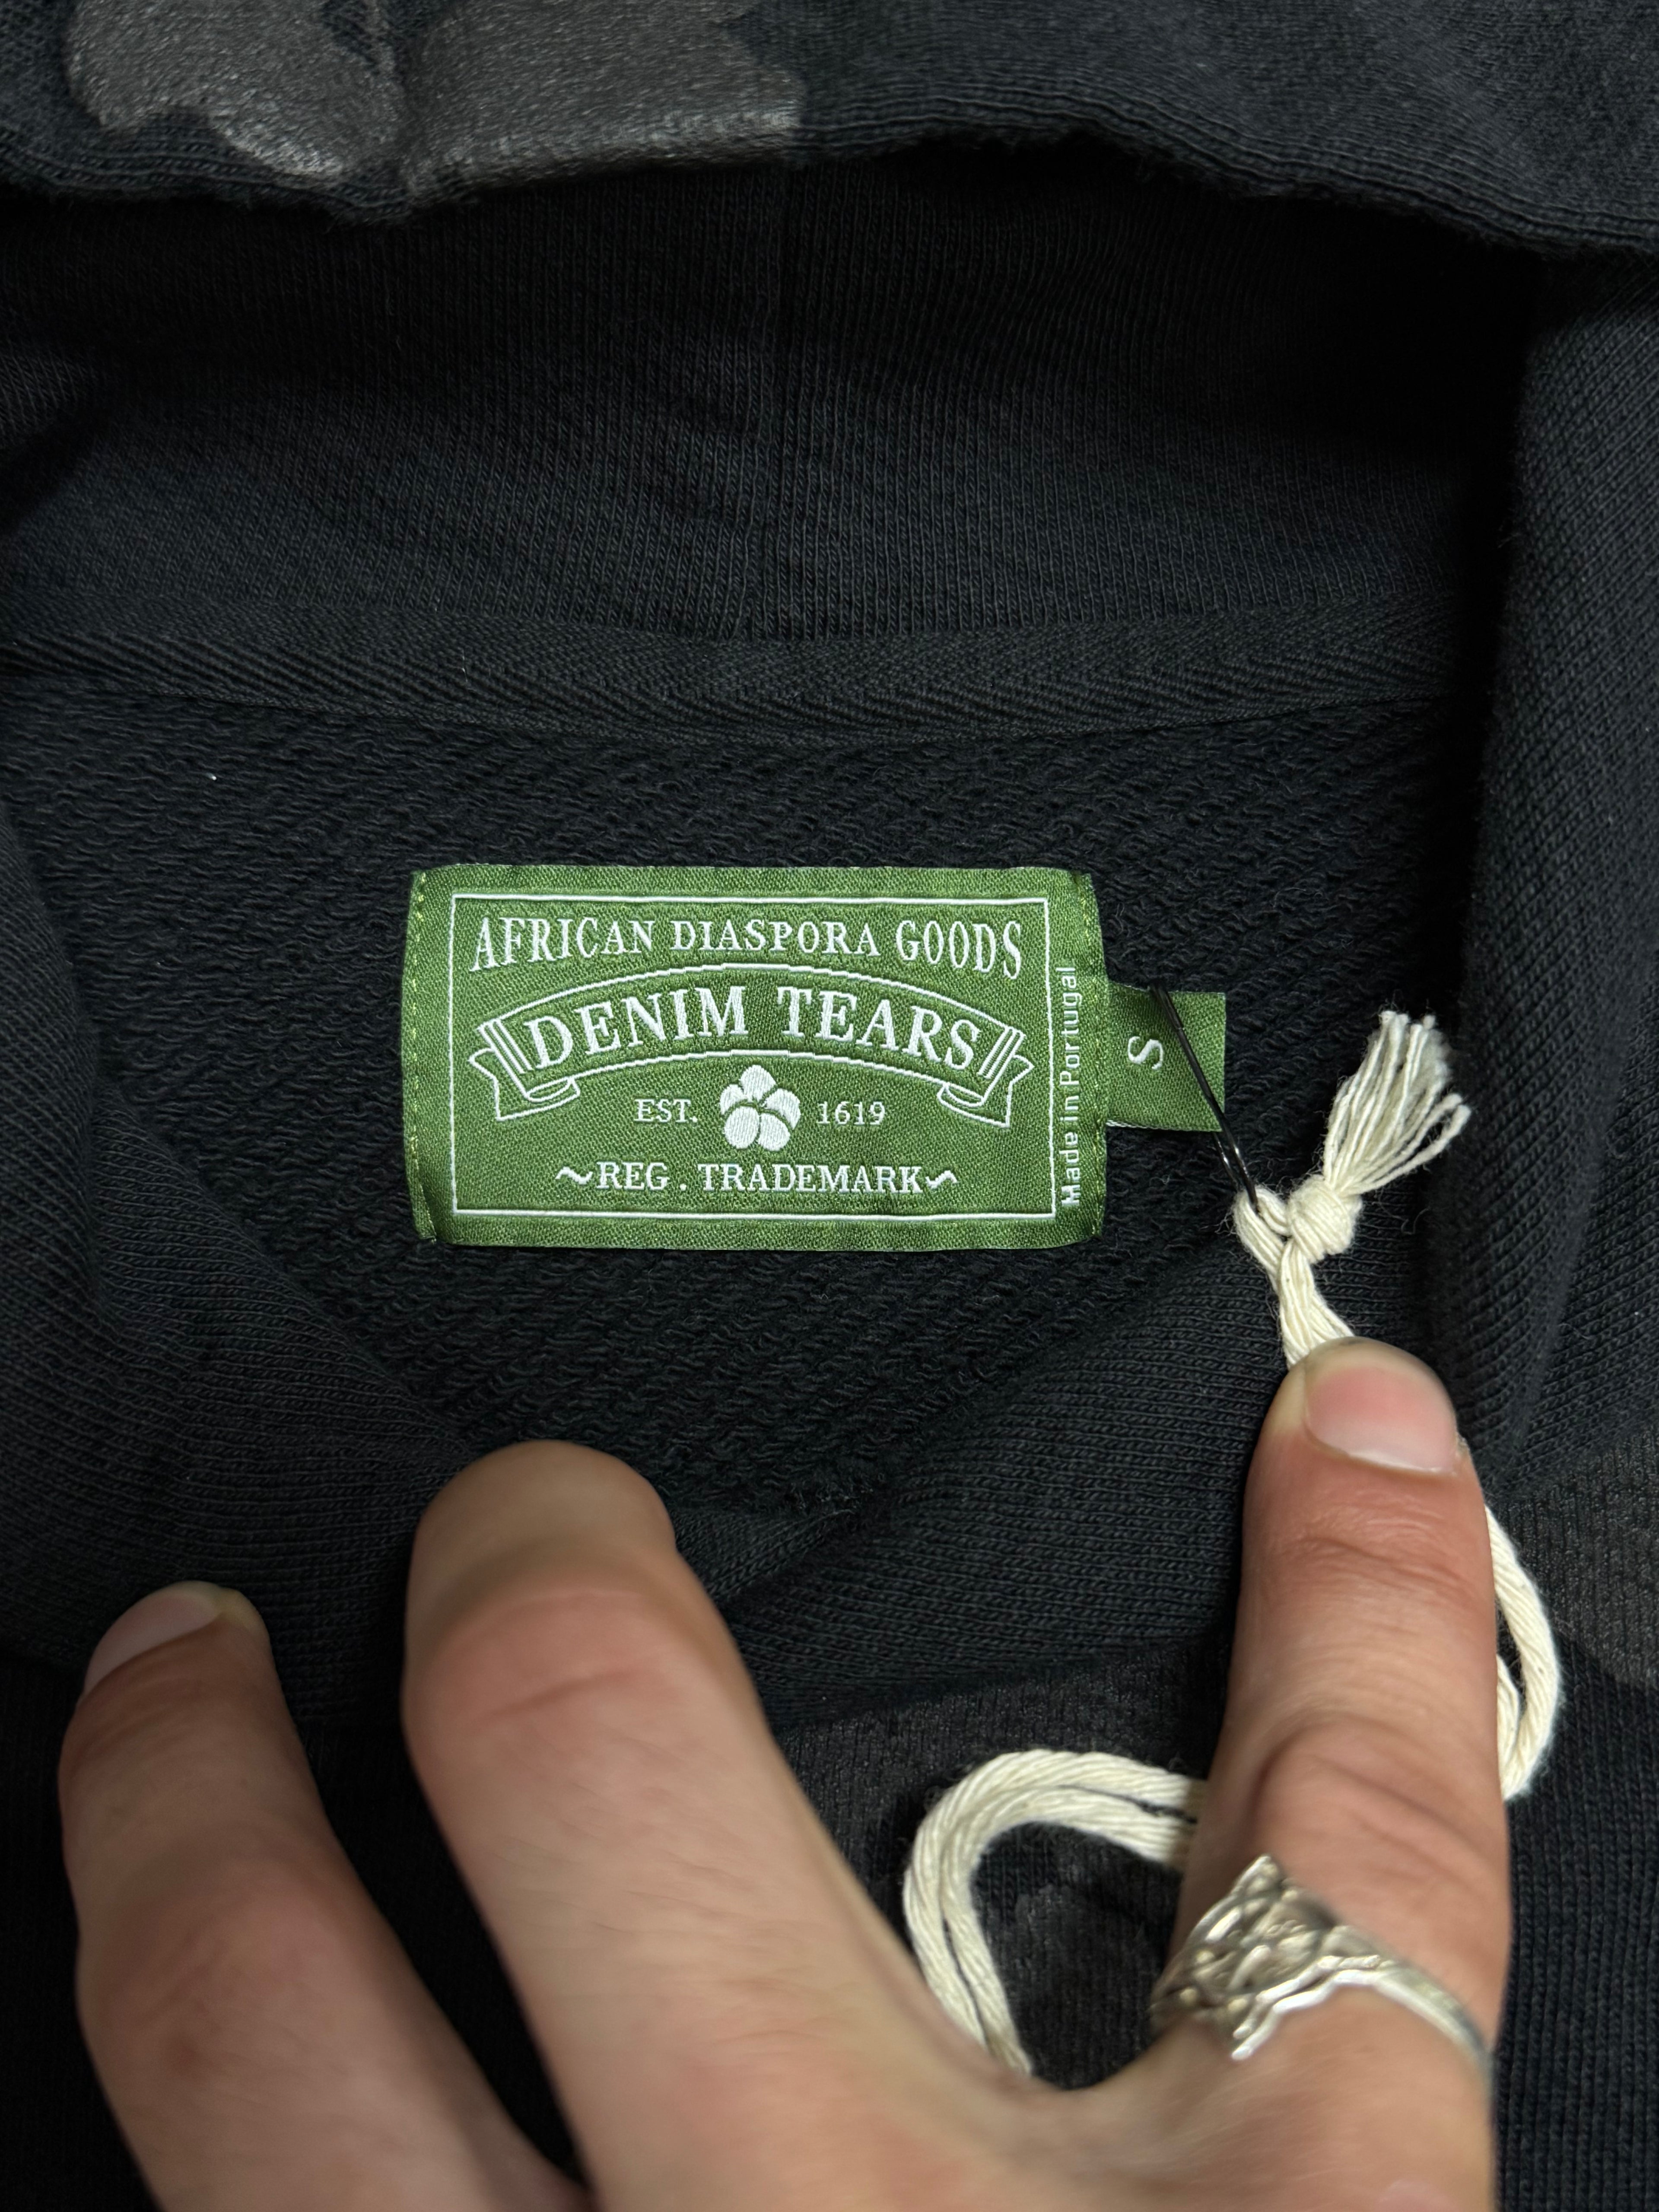 AFRICAN DIASPORA GOODS
DENIM TEARS
EST. 1619
~REG. TRADEMARK~
Made in Portugal
S